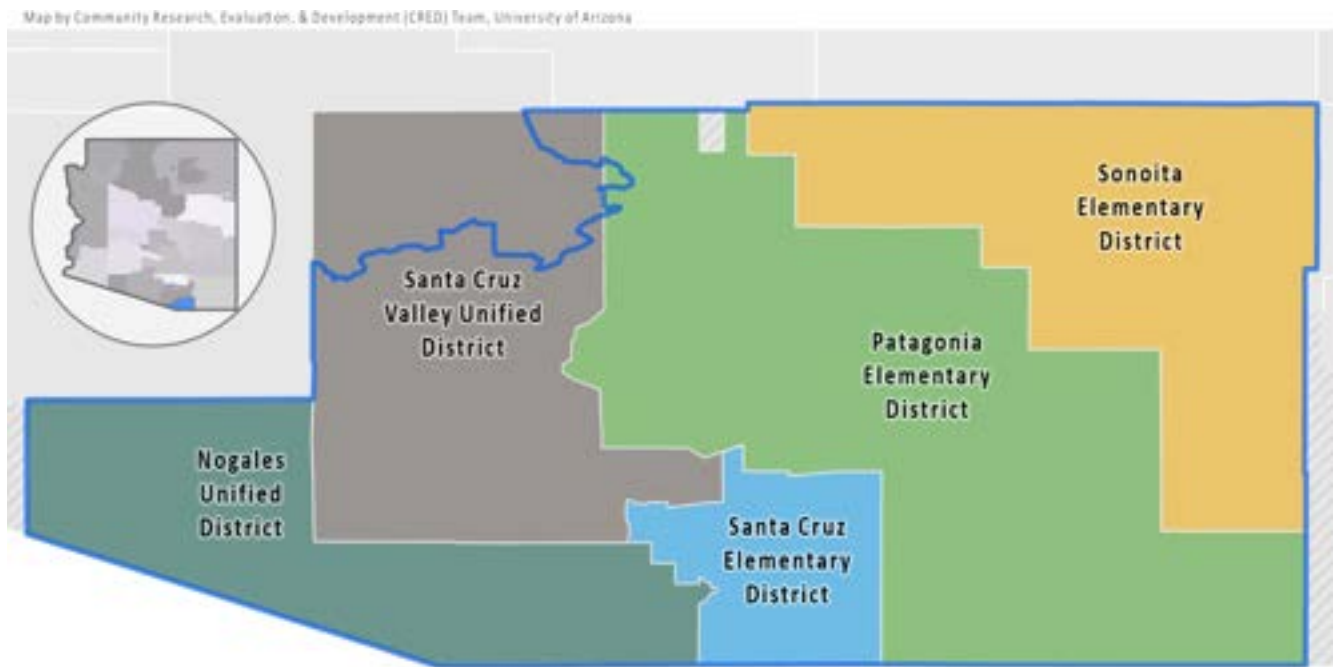 Map by Community Research, Evaluation, & Development (CRED) Team, University of Arizona
Sonoita
Elementary
District
Santa Cruz
Valley Unified
District
Patagonia
Elementary
District
Nogales
Unified
District
Santa Cruz
Elementary
District